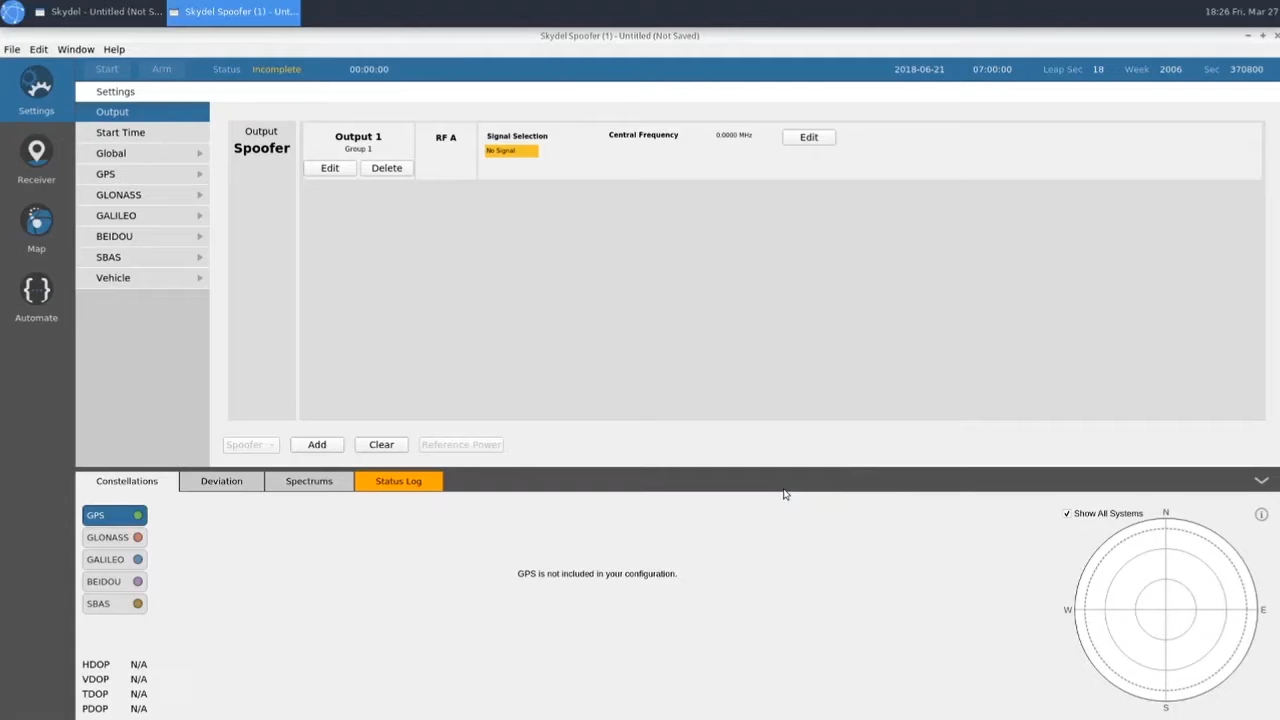 Skydel - Untitled (Not S...
Skydel Spoofer (1) - Unt...
18:26 Fri, Mar 27
Skydel Spoofer (1) - Untitled (Not Saved)
File Edit Window Help
Start Arm Status Incomplete 00:00:00 2018-06-21 07:00:00 Leap Sec 18 Week 2006 Sec 370800
Settings
Receiver
Map
Automate
Settings
Output
Start Time
Global
GPS
GLONASS
GALILEO
BEIDOU
SBAS
Vehicle
Output
Spoofer
Output 1
Group 1
Edit Delete
RF A
Signal Selection
No Signal
Central Frequency 0.0000 MHz Edit
Spoofer Add Clear Reference Power
Constellations Deviation Spectrums Status Log
GPS
GLONASS
GALILEO
BEIDOU
SBAS
HDOP N/A
VDOP N/A
TDOP N/A
PDOP N/A
GPS is not included in your configuration.
Show All Systems
N
W E
S